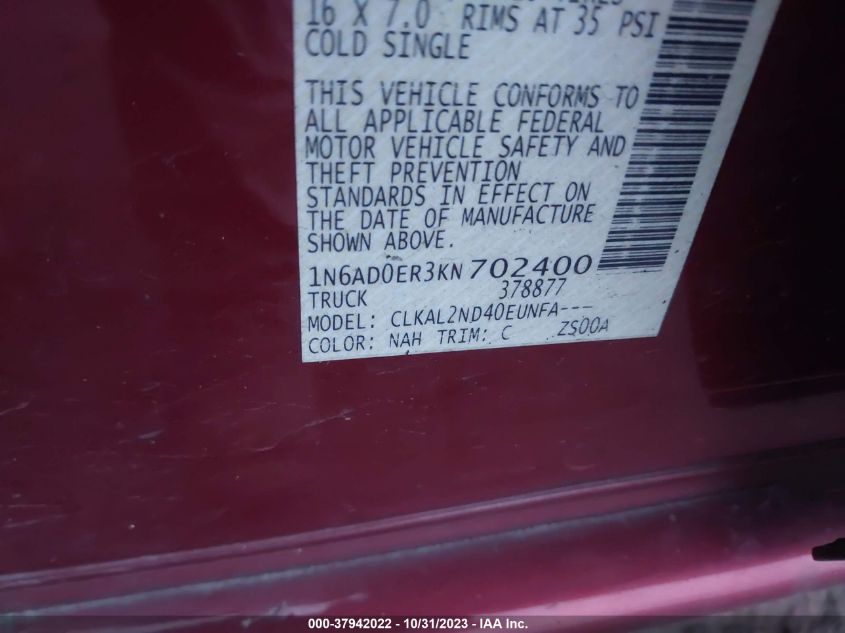 16 X 7.0 RIMS AT 35 PSI
COLD SINGLE
THIS VEHICLE CONFORMS TO
ALL APPLICABLE FEDERAL
MOTOR VEHICLE SAFETY AND
THEFT PREVENTION
STANDARDS IN EFFECT ON
THE DATE OF MANUFACTURE
SHOWN ABOVE.
1N6AD0ER3KN702400
TRUCK 378877
MODEL: CLKAL2ND40EUNFA---
COLOR: NAH TRIM: C ZS00A
000-37942022 - 10/31/2023 - IAA Inc.